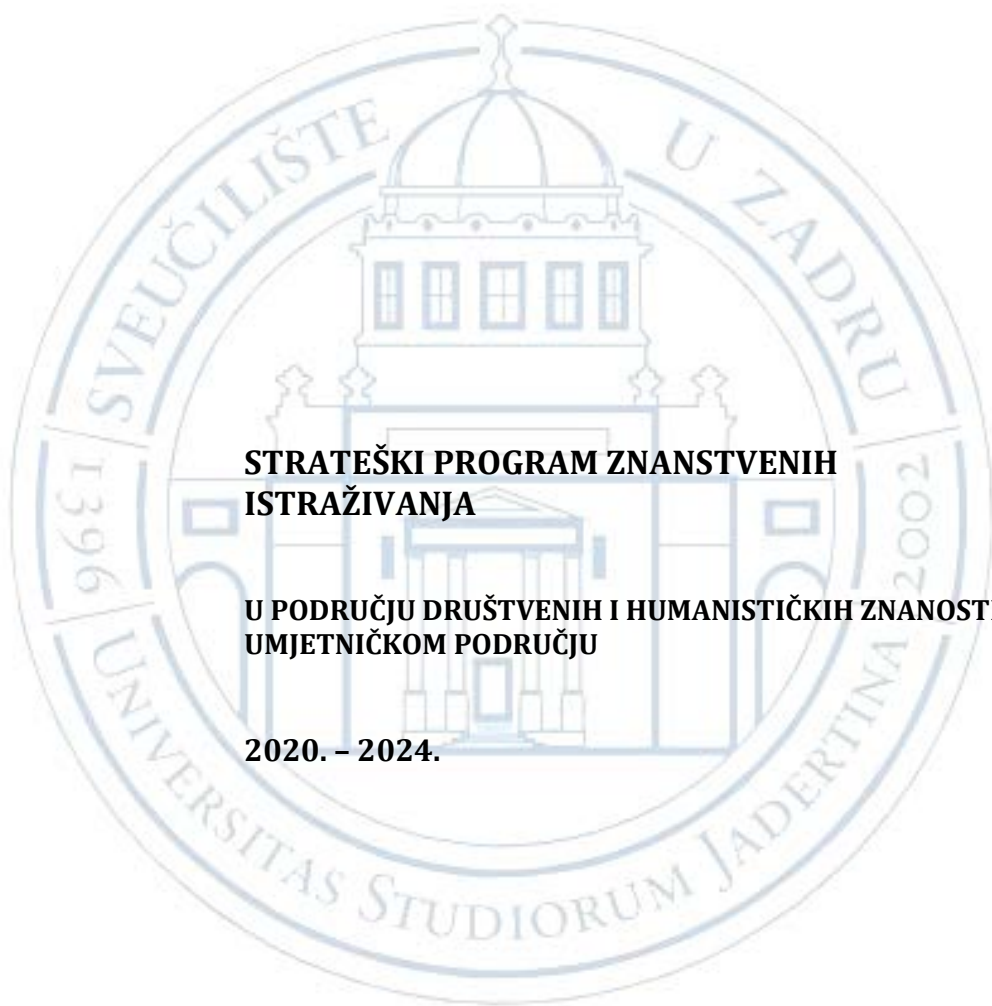 SVEUČILIŠTE U ZADRU
1396
2002
UNIVERSITAS STUDIORUM JADERTINA
STRATEŠKI PROGRAM ZNANSTVENIH
ISTRAŽIVANJA
U PODRUČJU DRUŠTVENIH I HUMANISTIČKIH ZNANOSTI
UMJETNIČKOM PODRUČJU
2020. – 2024.